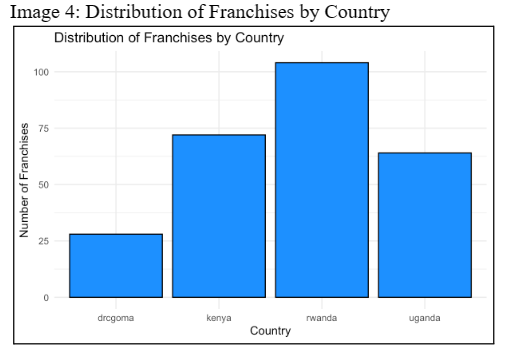 Image 4: Distribution of Franchises by Country
Distribution of Franchises by Country
Number of Franchises
100
75
50
25
0
drcgoma kenya rwanda uganda
Country